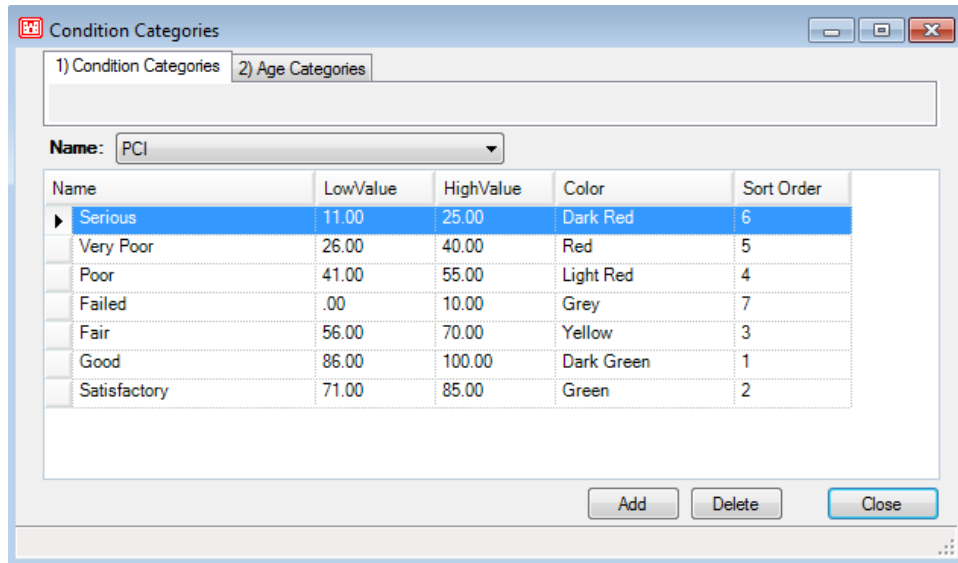 Condition Categories
1) Condition Categories 2) Age Categories
Name: PCI
Name LowValue HighValue Color Sort Order
Serious 11.00 25.00 Dark Red 6
Very Poor 26.00 40.00 Red 5
Poor 41.00 55.00 Light Red 4
Failed .00 10.00 Grey 7
Fair 56.00 70.00 Yellow 3
Good 86.00 100.00 Dark Green 1
Satisfactory 71.00 85.00 Green 2
Add Delete Close